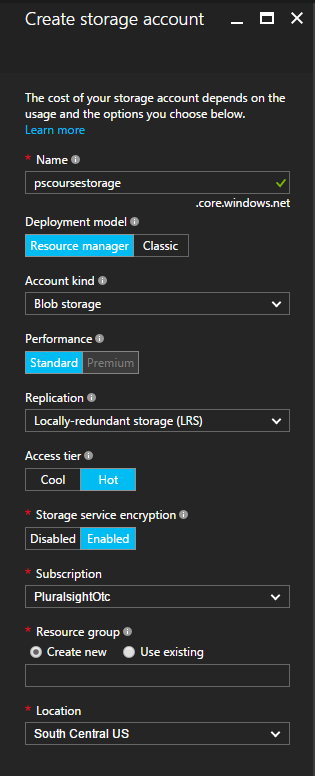 Create storage account
The cost of your storage account depends on the
usage and the options you choose below.
Learn more
* Name
pscoursestorage
.core.windows.net
Deployment model
Resource manager Classic
Account kind
Blob storage
Performance
Standard Premium
Replication
Locally-redundant storage (LRS)
Access tier
Cool Hot
* Storage service encryption
Disabled Enabled
* Subscription
PluralsightOtc
* Resource group
Create new Use existing
* Location
South Central US